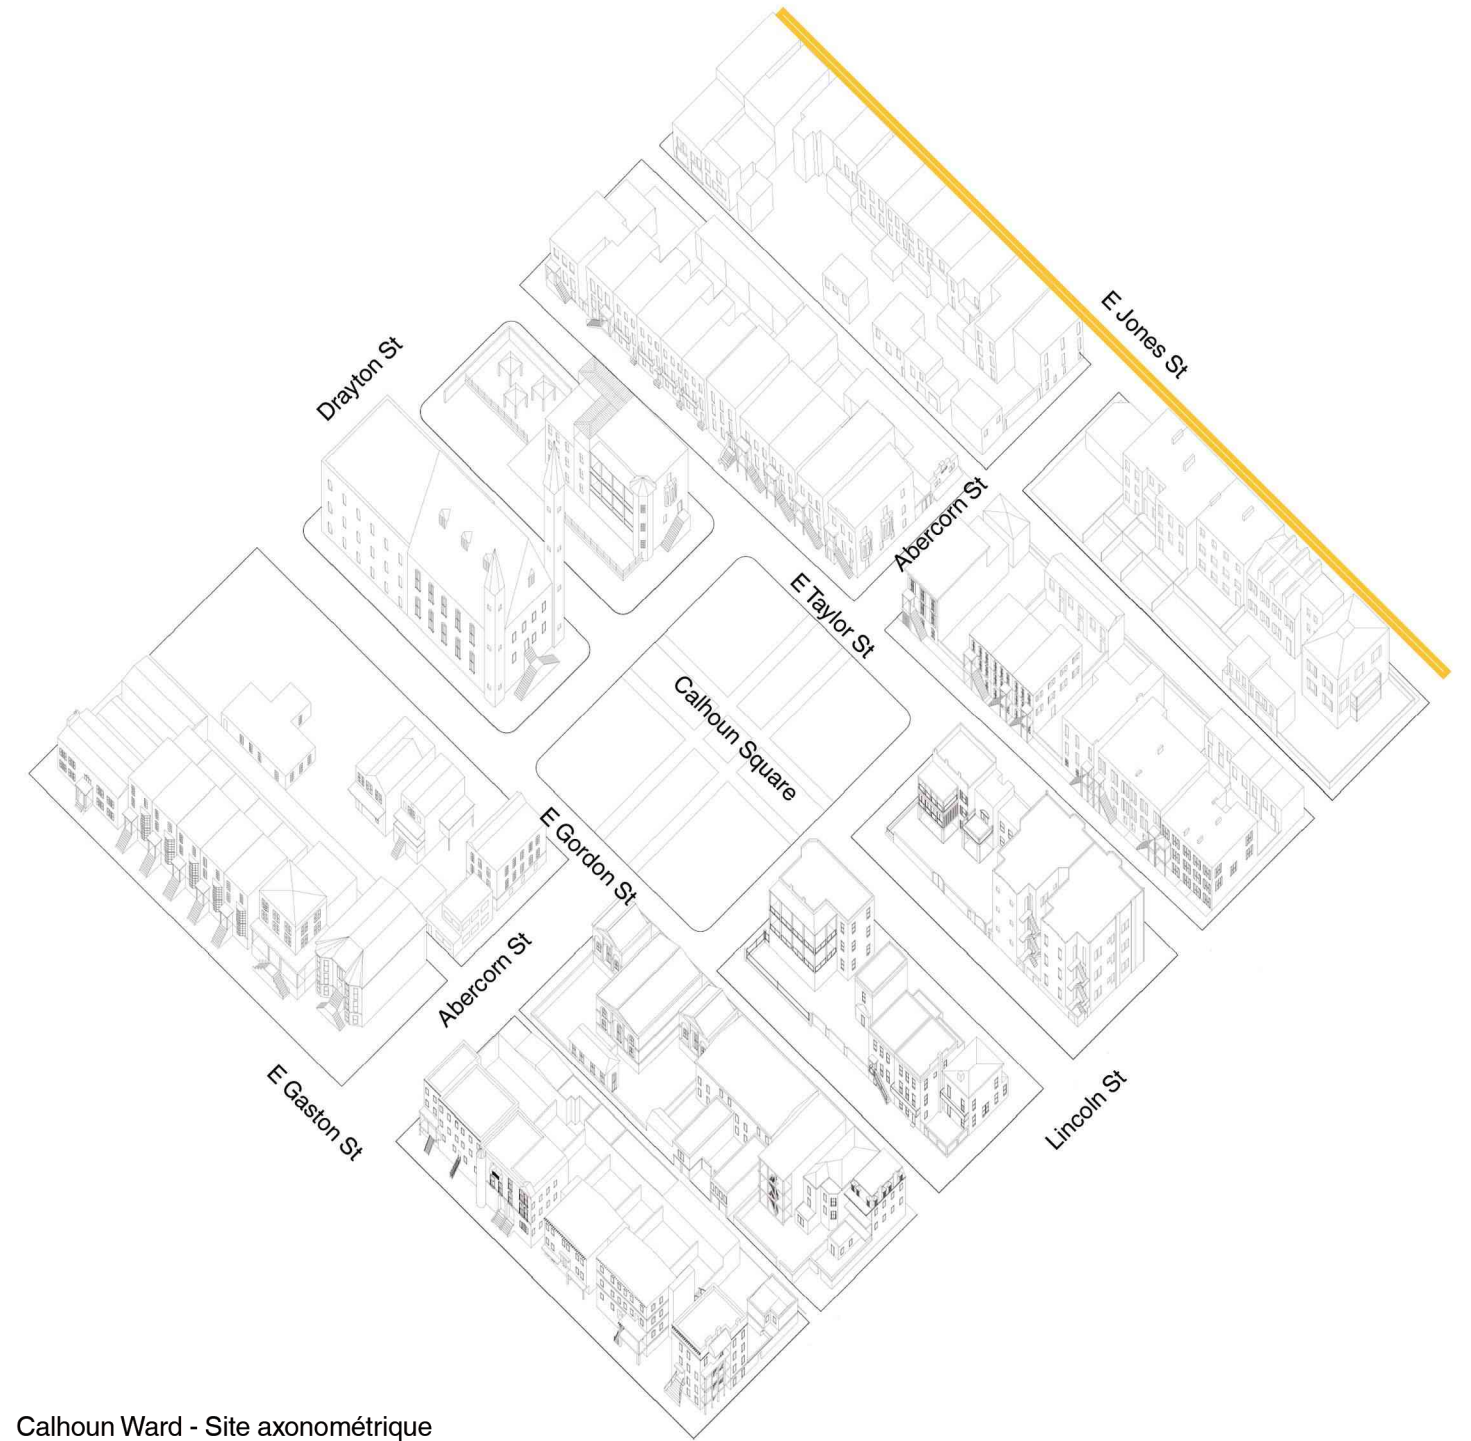 E Jones St
Drayton St
Abercorn St
E Taylor St
Calhoun Square
E Gordon St
Abercorn St
E Gaston St
Lincoln St
Calhoun Ward - Site axonométrique